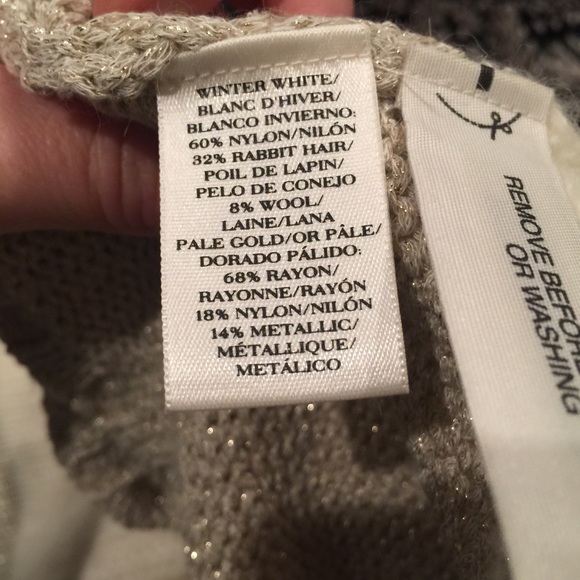 WINTER WHITE/
BLANC D'HIVER/
BLANCO INVIERNO:
60% NYLON/NILÓN
32% RABBIT HAIR/
POIL DE LAPIN/
PELO DE CONEJO
8% WOOL/
LAINE/LANA
PALE GOLD/OR PÂLE/
DORADO PÁLIDO:
68% RAYON/
RAYONNE/RAYÓN
18% NYLON/NILÓN
14% METALLIC/
MÉTALLIQUE/
METÁLICO
REMOVE BEFORE
OR WASHING